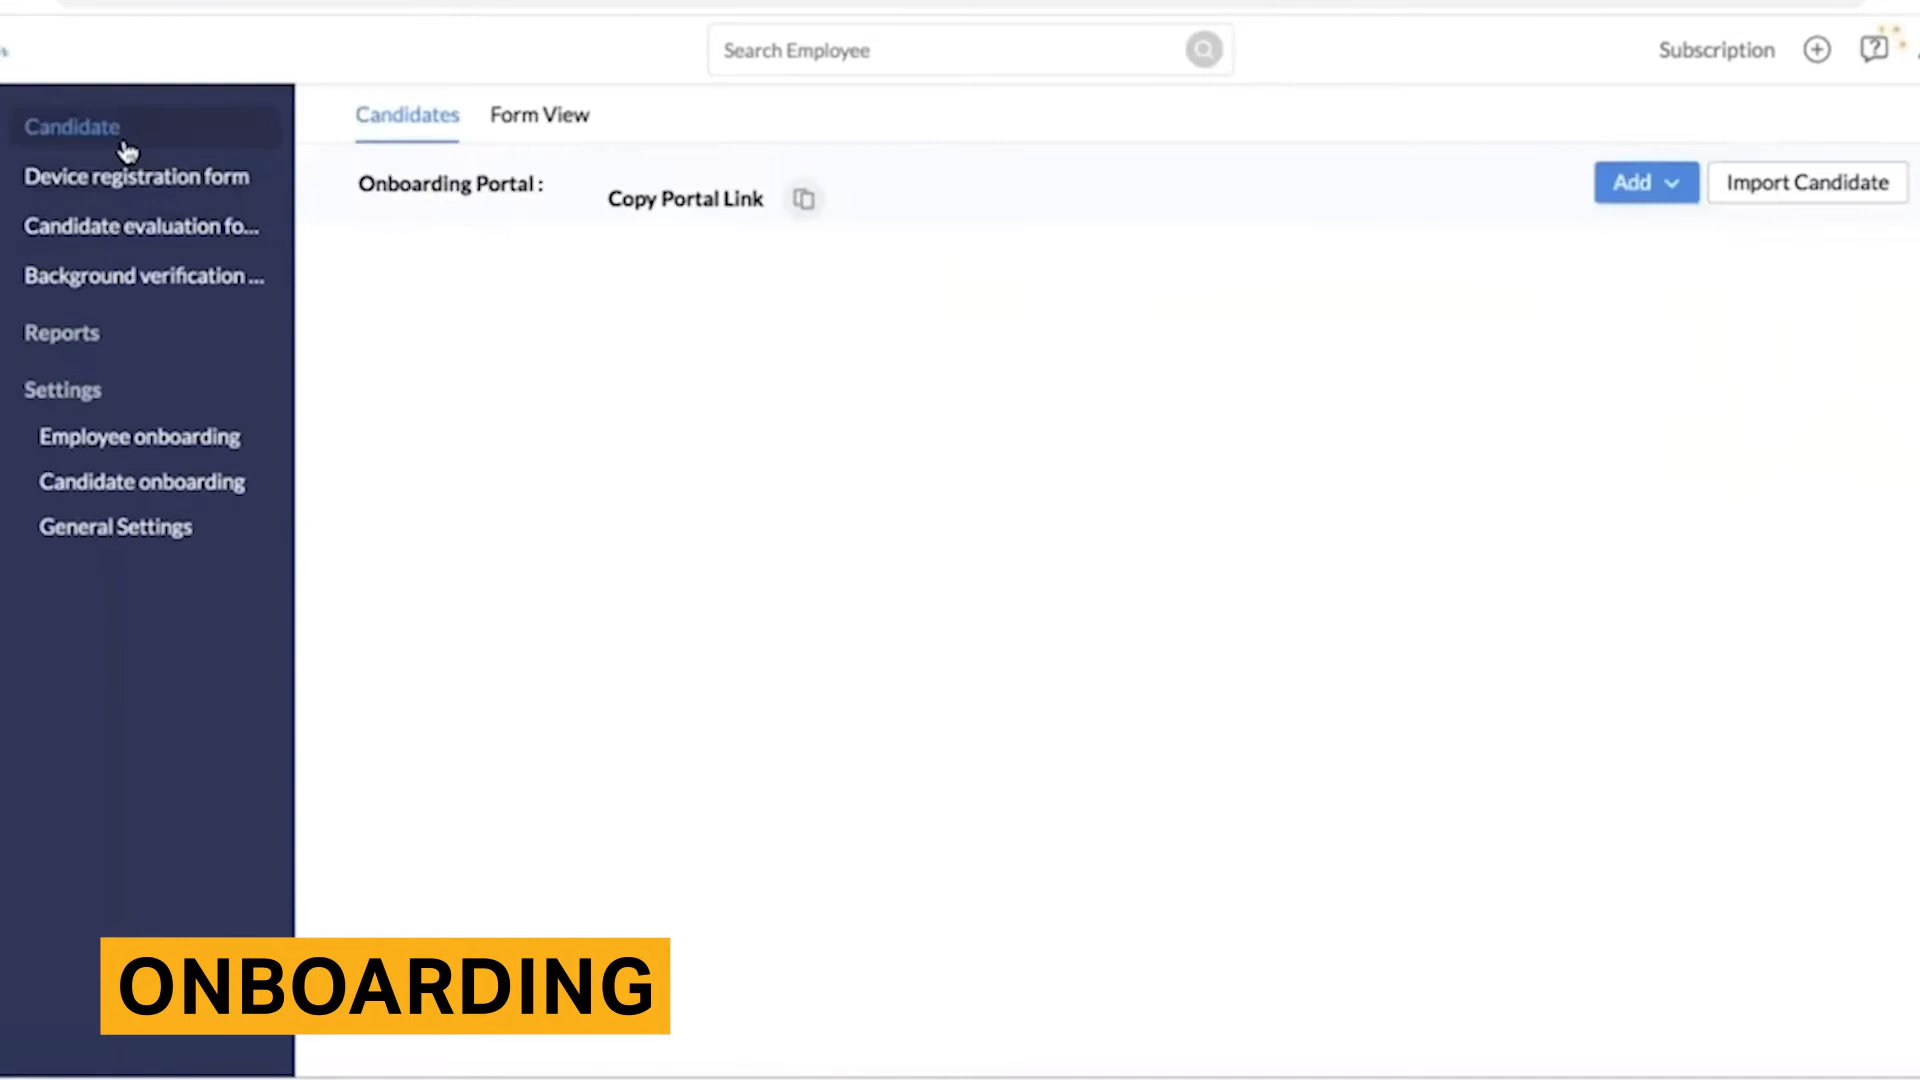 Search Employee
Subscription
Candidate
Device registration form
Candidate evaluation fo...
Background verification ...
Reports
Settings
Employee onboarding
Candidate onboarding
General Settings
Candidates Form View
Onboarding Portal :
Copy Portal Link
Add
Import Candidate
ONBOARDING